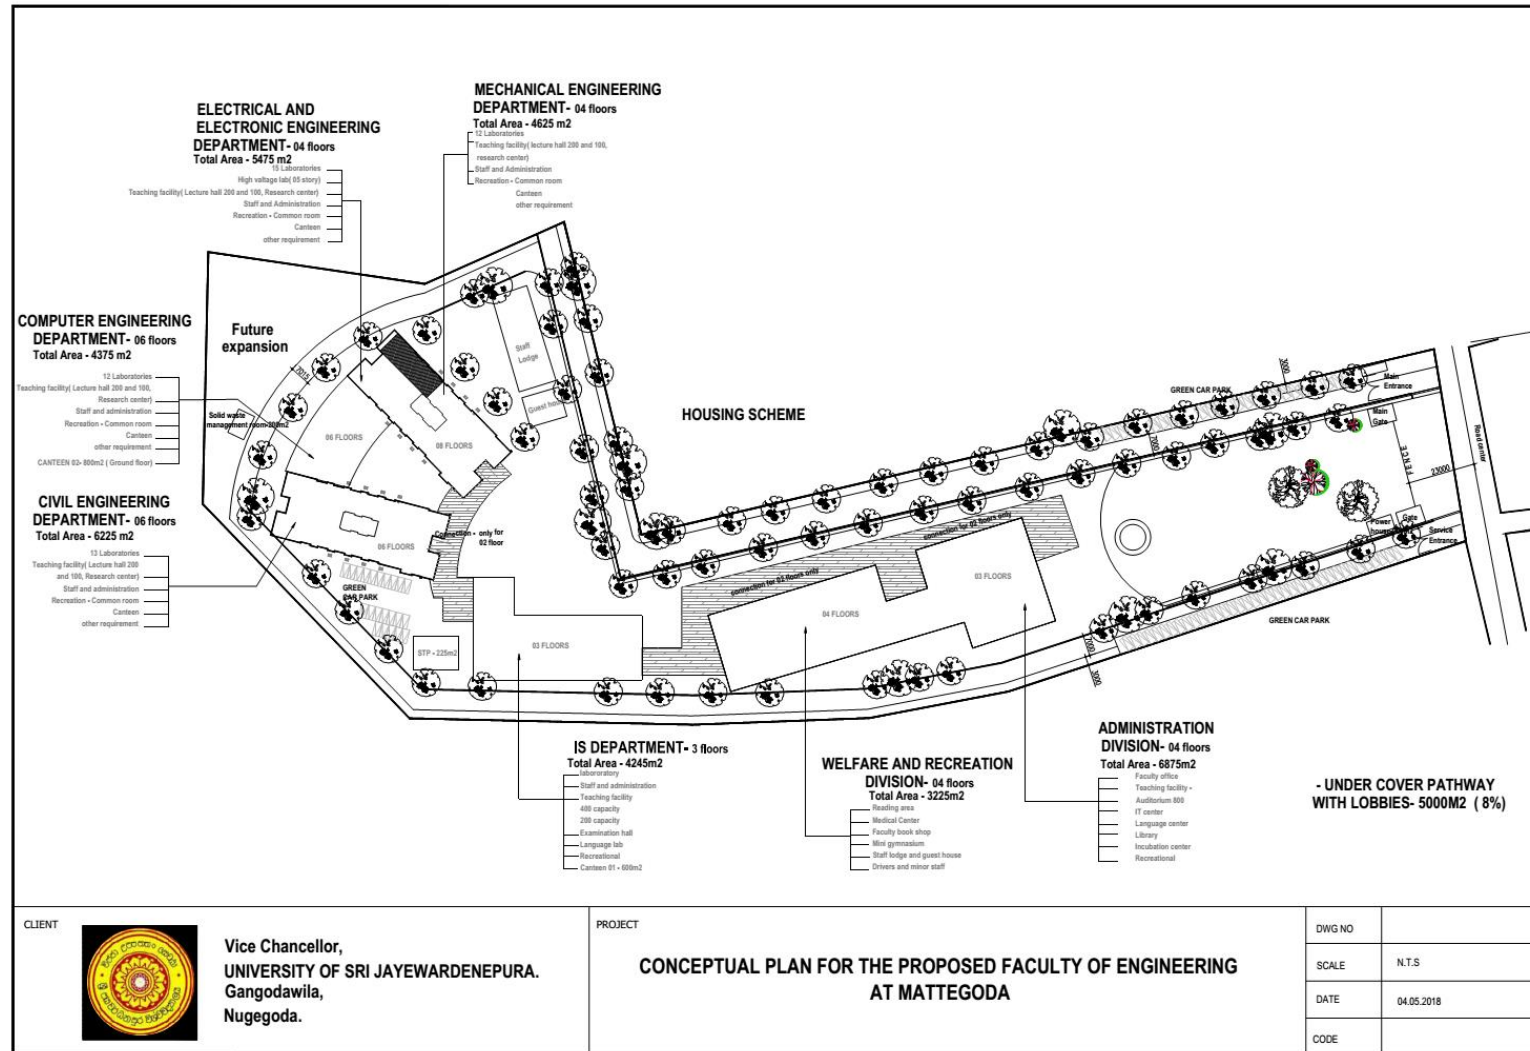 ELECTRICAL AND
ELECTRONIC ENGINEERING
DEPARTMENT- 04 floors
Total Area - 5475 m2
15 Laboratories
High valtage lab( 05 story)
Teaching facility( Lecture hall 200 and 100, Research center)
Staff and Administration
Recreation - Common room
Canteen
other requirement
MECHANICAL ENGINEERING
DEPARTMENT- 04 floors
Total Area - 4625 m2
12 Laboratories
Teaching facility( lecture hall 200 and 100,
research center)
Staff and Administration
Recreation - Common room
Canteen
other requirement
COMPUTER ENGINEERING
DEPARTMENT- 06 floors
Total Area - 4375 m2
12 Laboratories
Teaching facility( Lecture hall 200 and 100,
Research center)
Staff and administration
Recreation - Common room
Canteen
other requirement
CANTEEN 02- 800m2 ( Ground floor)
CIVIL ENGINEERING
DEPARTMENT- 06 floors
Total Area - 6225 m2
13 Laboratories
Teaching facility( Lecture hall 200
and 100, Research center)
Staff and administration
Recreation - Common room
Canteen
other requirement
Future
expansion
7015
Solid waste
management room-200m2
06 FLOORS
08 FLOORS
06 FLOORS
Staff
Lodge
Guest house
Connection - only for
02 floor
GREEN
CAR PARK
STP - 225m2
03 FLOORS
HOUSING SCHEME
connection for 02 floors only
connection for 02 floors only
04 FLOORS
03 FLOORS
GREEN CAR PARK
3000
7000
Main
Entrance
Main
Gate
FENCE
23000
Road center
Power
house
Gate
Service
Entrance
GREEN CAR PARK
7000
3000
IS DEPARTMENT- 3 floors
Total Area - 4245m2
labororatory
Staff and administration
Teaching facility
400 capacity
200 capacity
Examination hall
Language lab
Recreational
Canteen 01 - 600m2
WELFARE AND RECREATION
DIVISION- 04 floors
Total Area - 3225m2
Reading area
Medical Center
Faculty book shop
Mini gymnasium
Staff lodge and guest house
Drivers and minor staff
ADMINISTRATION
DIVISION- 04 floors
Total Area - 6875m2
Faculty office
Teaching facility -
Auditorium 800
IT center
Language center
Library
Incubation center
Recreational
- UNDER COVER PATHWAY
WITH LOBBIES- 5000M2 ( 8%)
CLIENT
Vice Chancellor,
UNIVERSITY OF SRI JAYEWARDENEPURA.
Gangodawila,
Nugegoda.
PROJECT
CONCEPTUAL PLAN FOR THE PROPOSED FACULTY OF ENGINEERING
AT MATTEGODA
DWG NO
SCALE N.T.S
DATE 04.05.2018
CODE